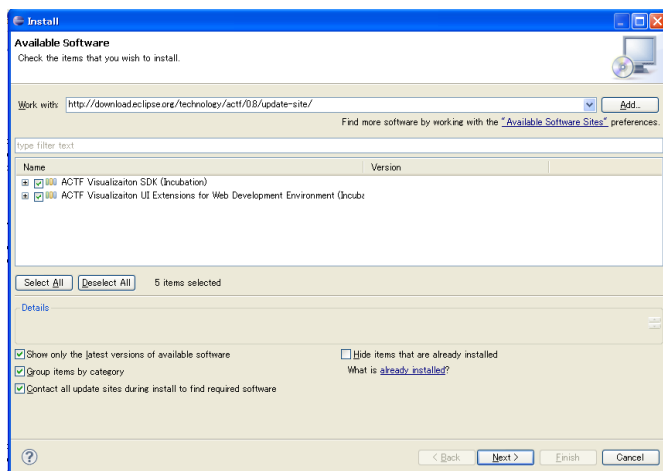 Install
Available Software
Check the items that you wish to install.
Work with: http://download.eclipse.org/technology/actf/0.8/update-site/ Add...
Find more software by working with the "Available Software Sites" preferences.
type filter text
Name Version
ACTF Visualizaiton SDK (Incubation)
ACTF Visualizaiton UI Extensions for Web Development Environment (Incuba
Select All Deselect All 5 items selected
Details
Show only the latest versions of available software Hide items that are already installed
Group items by category What is already installed?
Contact all update sites during install to find required software
? < Back Next > Finish Cancel